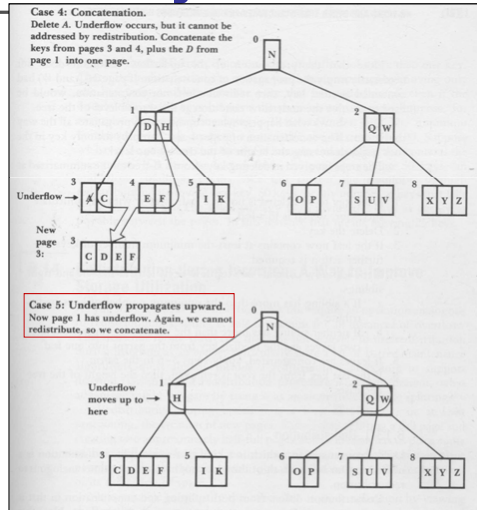 Case 4: Concatenation.
Delete A. Underflow occurs, but it cannot be
addressed by redistribution. Concatenate the
keys from pages 3 and 4, plus the D from
page 1 into one page.
0
N
1
D H
2
Q W
Underflow →
3
A C
4
E F
5
I K
6
O P
7
S U V
8
X Y Z
New
page
3:
3
C D E F
Case 5: Underflow propagates upward.
Now page 1 has underflow. Again, we cannot
redistribute, so we concatenate.
0
N
Underflow
moves up to →
here
1
H
2
Q W
3
C D E F
5
I K
6
O P
7
S U V
8
X Y Z